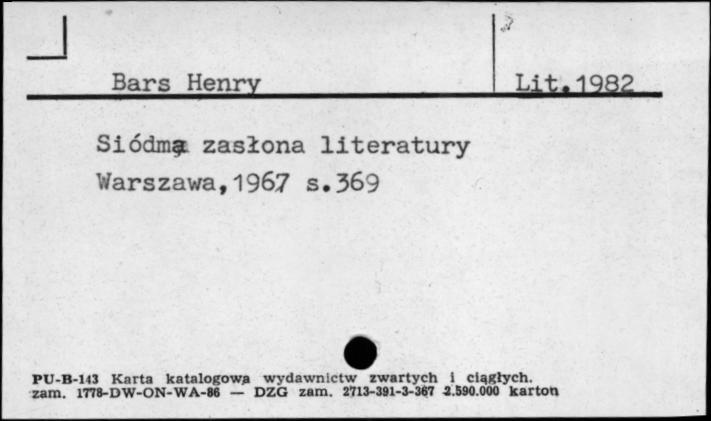 Bars Henry Lit.1982
Siódma zasłona literatury
Warszawa,1967 s.369
PU-B-143 Karta katalogowa wydawnictw zwartych i ciągłych.
zam. 1778-DW-ON-WA-86 — DZG zam. 2713-391-3-367 2.590.000 karton